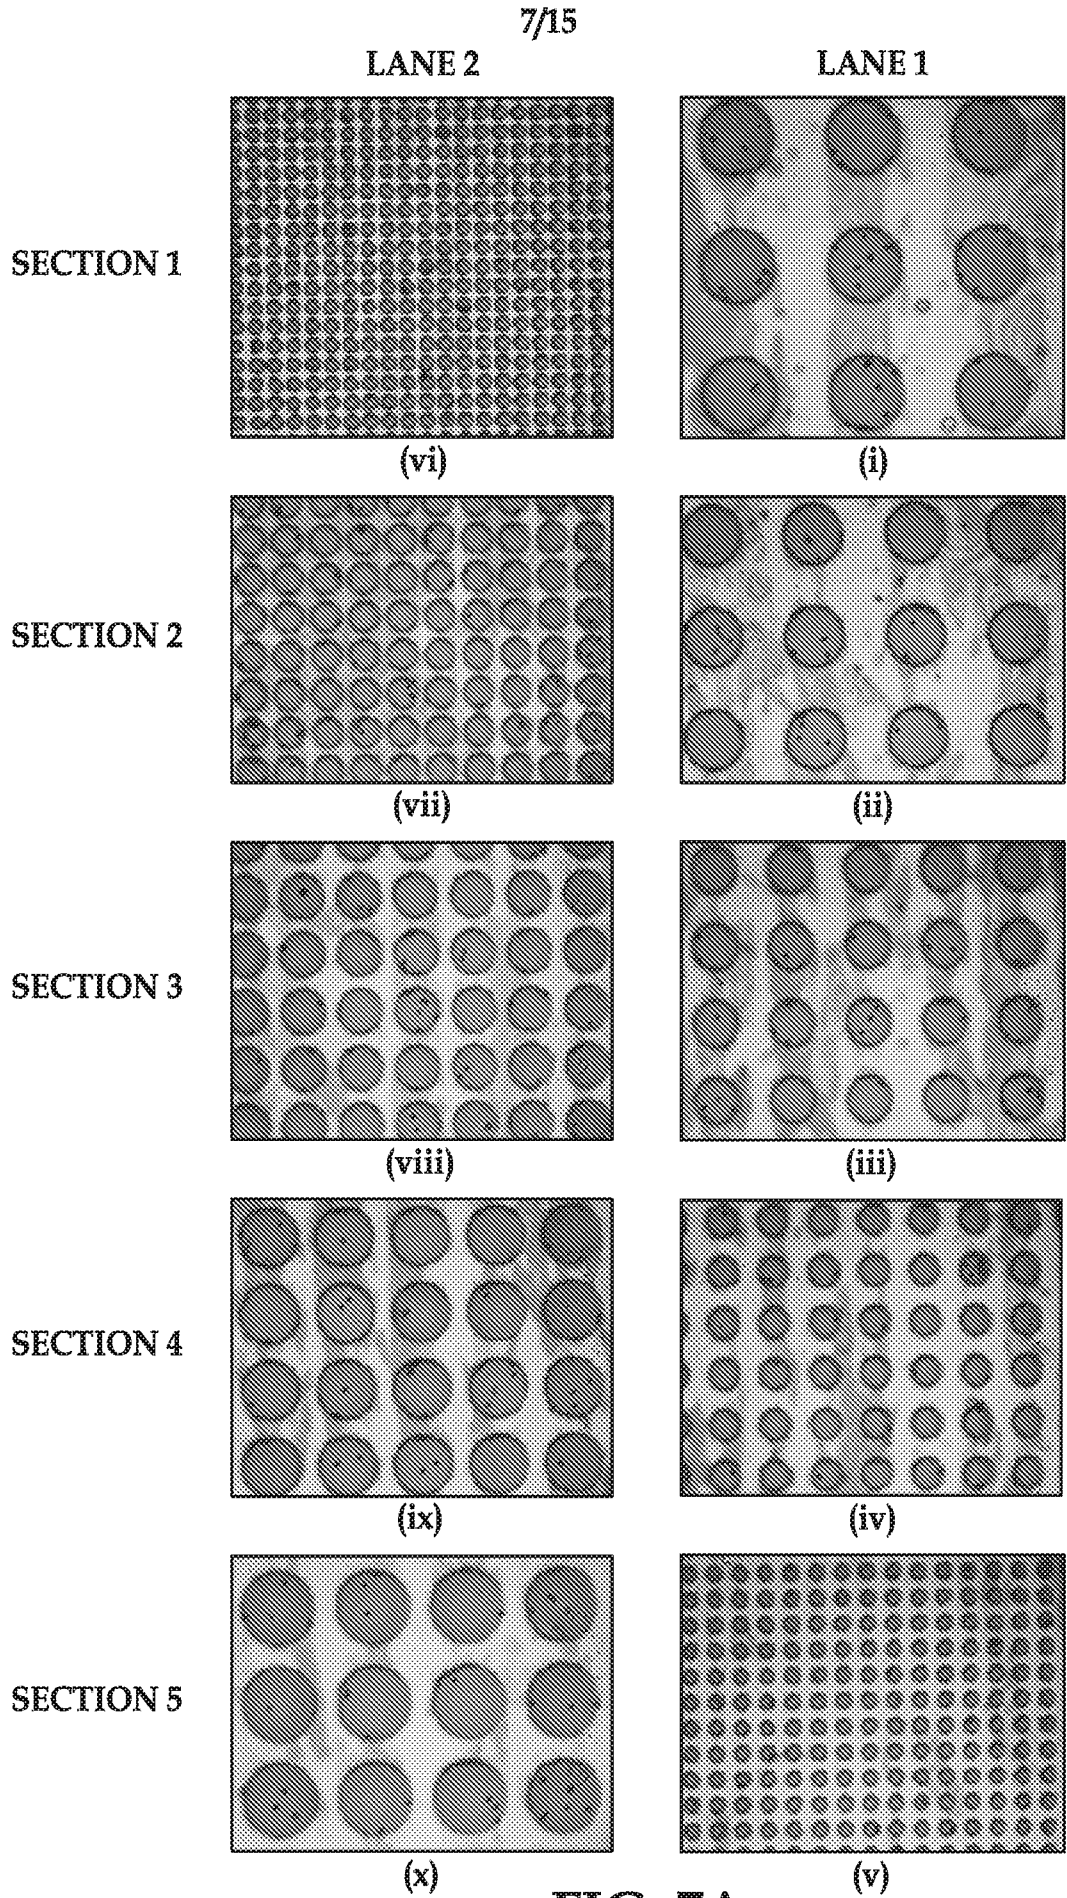 7/15
LANE 2 LANE 1
SECTION 1
(vi) (i)
SECTION 2
(vii) (ii)
SECTION 3
(viii) (iii)
SECTION 4
(ix) (iv)
SECTION 5
(x) (v)